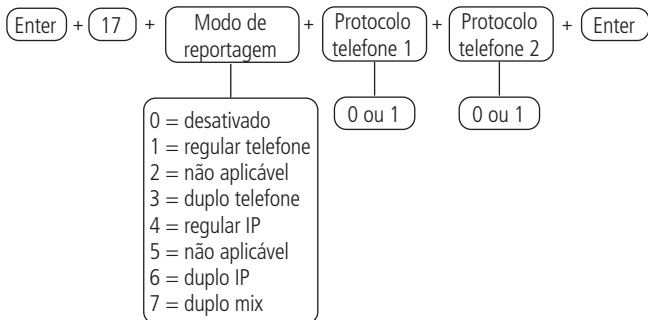 Enter + 17 + Modo de reportagem + Protocolo telefone 1 + Protocolo telefone 2 + Enter
0 = desativado
1 = regular telefone
2 = não aplicável
3 = duplo telefone
4 = regular IP
5 = não aplicável
6 = duplo IP
7 = duplo mix
0 ou 1
0 ou 1